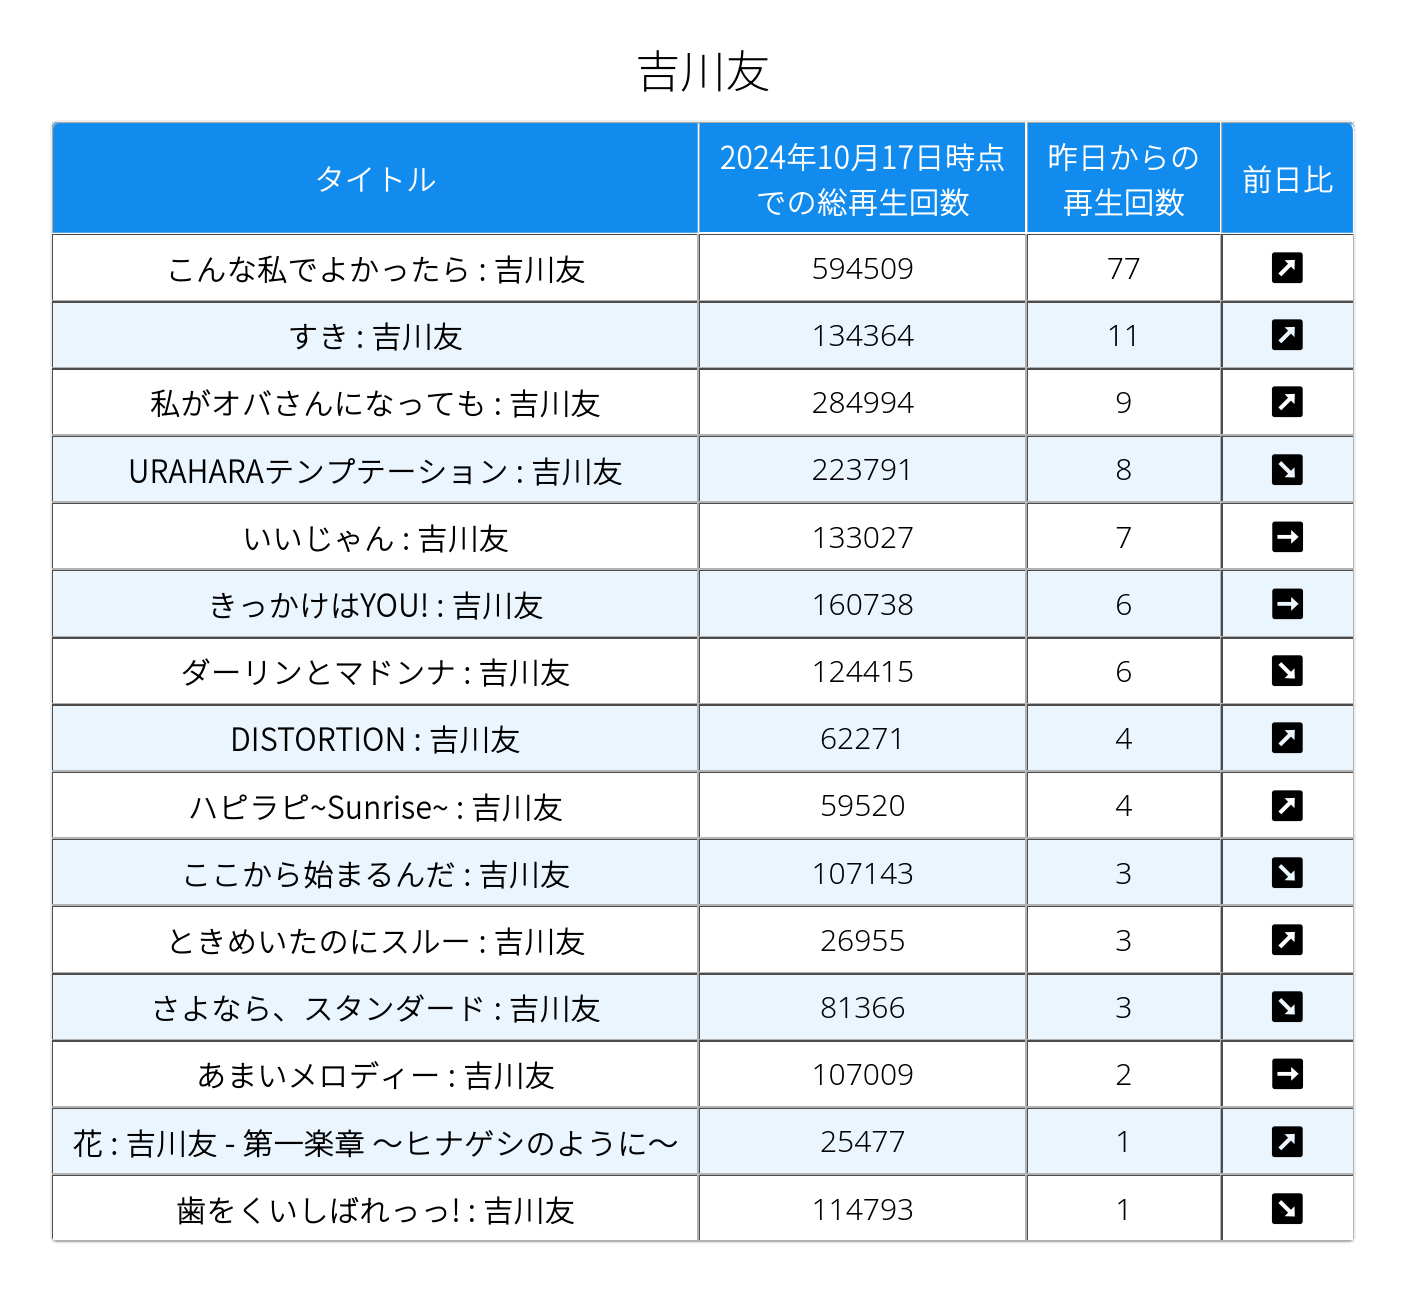 吉川友
タイトル
2024年10月17日時点
での総再生回数
昨日からの
再生回数
前日比
こんな私でよかったら : 吉川友 594509 77 ↗
すき : 吉川友 134364 11 ↗
私がオバさんになっても : 吉川友 284994 9 ↗
URAHARAテンプテーション : 吉川友 223791 8 ↘
いいじゃん : 吉川友 133027 7 →
きっかけはYOU! : 吉川友 160738 6 →
ダーリンとマドンナ : 吉川友 124415 6 ↘
DISTORTION : 吉川友 62271 4 ↗
ハピラピ~Sunrise~ : 吉川友 59520 4 ↗
ここから始まるんだ : 吉川友 107143 3 ↘
ときめいたのにスルー : 吉川友 26955 3 ↗
さよなら、スタンダード : 吉川友 81366 3 ↘
あまいメロディー : 吉川友 107009 2 →
花 : 吉川友 - 第一楽章 ～ヒナゲシのように～ 25477 1 ↗
歯をくいしばれっっ! : 吉川友 114793 1 ↘